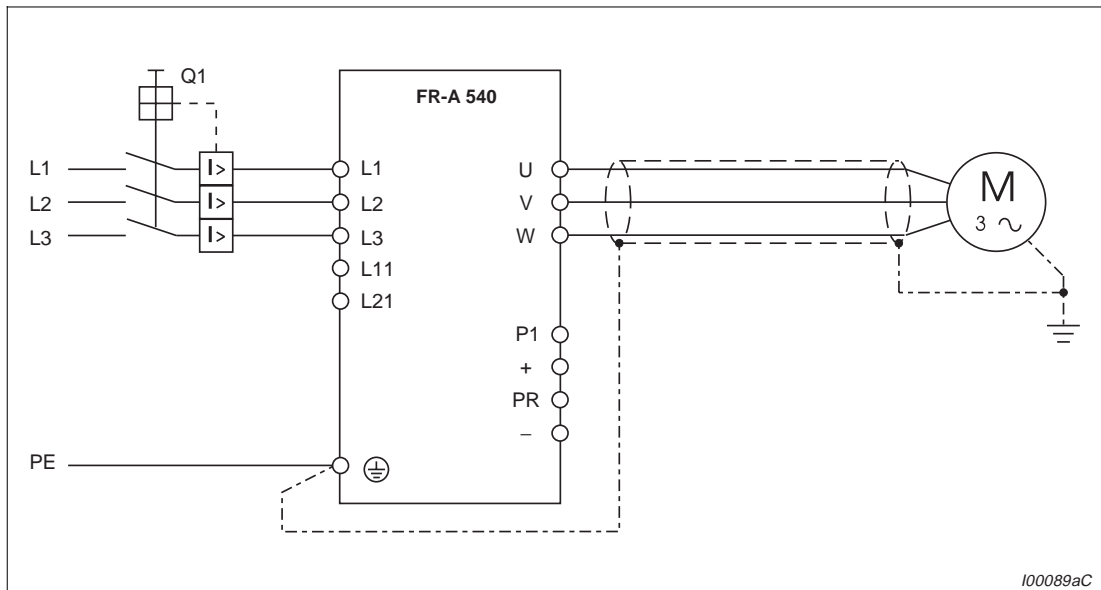 Q1
FR-A 540
L1 I> L1 U
L2 I> L2 V M
L3 I> L3 W 3 ~
L11
L21
P1
+
PR
–
PE
I00089aC